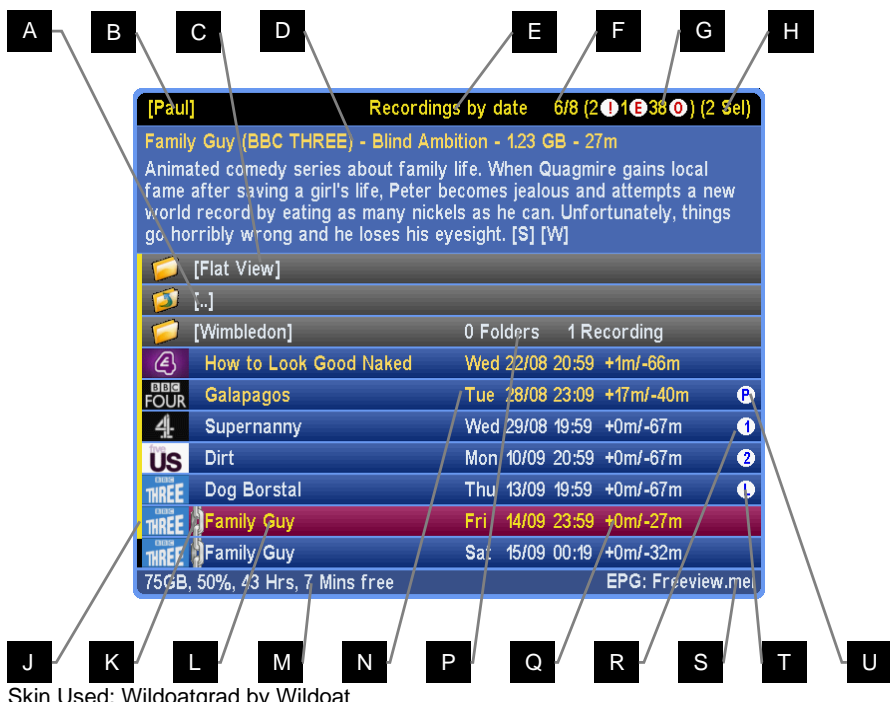 A B C D E F G H
[Paul] Recordings by date 6/8 (2 ! 1 E 38 O ) (2 Sel)
Family Guy (BBC THREE) - Blind Ambition - 1.23 GB - 27m
Animated comedy series about family life. When Quagmire gains local
fame after saving a girl's life, Peter becomes jealous and attempts a new
world record by eating as many nickels as he can. Unfortunately, things
go horribly wrong and he loses his eyesight. [S] [W]
[Flat View]
[..]
[Wimbledon] 0 Folders 1 Recording
4 How to Look Good Naked Wed 22/08 20:59 +1m/-66m
BBC FOUR Galapagos Tue 28/08 23:09 +17m/-40m P
4 Supernanny Wed 29/08 19:59 +0m/-67m 1
five US Dirt Mon 10/09 20:59 +0m/-67m 2
BBC THREE Dog Borstal Thu 13/09 19:59 +0m/-67m L
BBC THREE Family Guy Fri 14/09 23:59 +0m/-27m
BBC THREE Family Guy Sat 15/09 00:19 +0m/-32m
75GB, 50%, 43 Hrs, 7 Mins free EPG: Freeview.mei
J K L M N P Q R S T U
Skin Used: Wildoatgrad by Wildoat